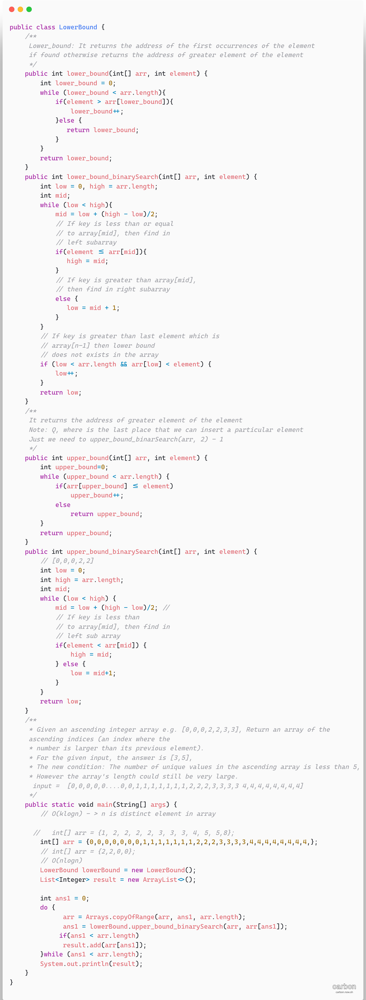 public class LowerBound {
    /**
     Lower_bound: It returns the address of the first occurrences of the element
     if found otherwise returns the address of greater element of the element
     */
    public int lower_bound(int[] arr, int element) {
        int lower_bound = 0;
        while (lower_bound < arr.length){
            if(element > arr[lower_bound]){
                lower_bound++;
            }else {
               return lower_bound;
            }
        }
        return lower_bound;
    }
    public int lower_bound_binarySearch(int[] arr, int element) {
        int low = 0, high = arr.length;
        int mid;
        while (low < high){
            mid = low + (high - low)/2;
            // If key is less than or equal
            // to array[mid], then find in
            // left subarray
            if(element <= arr[mid]){
               high = mid;
            }
            // If key is greater than array[mid],
            // then find in right subarray
            else {
               low = mid + 1;
            }
        }
        // If key is greater than last element which is
        // array[n-1] then lower bound
        // does not exists in the array
        if (low < arr.length && arr[low] < element) {
            low++;
        }
        return low;
    }
    /**
     It returns the address of greater element of the element
     Note: Q, where is the last place that we can insert a particular element
     Just we need to upper_bound_binarSearch(arr, 2) - 1
     */
    public int upper_bound(int[] arr, int element) {
        int upper_bound=0;
        while (upper_bound < arr.length) {
            if(arr[upper_bound] <= element)
                upper_bound++;
            else
                return upper_bound;
        }
        return upper_bound;
    }
    public int upper_bound_binarySearch(int[] arr, int element) {
        // [0,0,0,2,2]
        int low = 0;
        int high = arr.length;
        int mid;
        while (low < high) {
            mid = low + (high - low)/2; //
            // If key is less than
            // to array[mid], then find in
            // left sub array
            if(element < arr[mid]) {
                high = mid;
            } else {
                low = mid+1;
            }
        }
        return low;
    }
    /**
     * Given an ascending integer array e.g. [0,0,0,2,2,3,3], Return an array of the
     ascending indices (an index where the
     * number is larger than its previous element).
     * For the given input, the answer is [3,5],
     * The new condition: The number of unique values in the ascending array is less than 5,
     * However the array's length could still be very large.
      input =  [0,0,0,0,0....0,0,1,1,1,1,1,1,1,2,2,2,3,3,3,3 4,4,4,4,4,4,4,4]
     */
    public static void main(String[] args) {
        // O(klogn) - > n is distinct element in array

      //   int[] arr = {1, 2, 2, 2, 2, 3, 3, 3, 4, 5, 5,8};
        int[] arr = {0,0,0,0,0,0,0,1,1,1,1,1,1,1,2,2,2,3,3,3,3,4,4,4,4,4,4,4,4,};
        // int[] arr = {2,2,0,0};
        // O(nlogn)
        LowerBound lowerBound = new LowerBound();
        List<Integer> result = new ArrayList<>();

        int ans1 = 0;
        do {
              arr = Arrays.copyOfRange(arr, ans1, arr.length);
              ans1 = lowerBound.upper_bound_binarySearch(arr, arr[ans1]);
             if(ans1 < arr.length)
              result.add(arr[ans1]);
        }while (ans1 < arr.length);
        System.out.println(result);
    }
}
carbon
carbon.now.sh